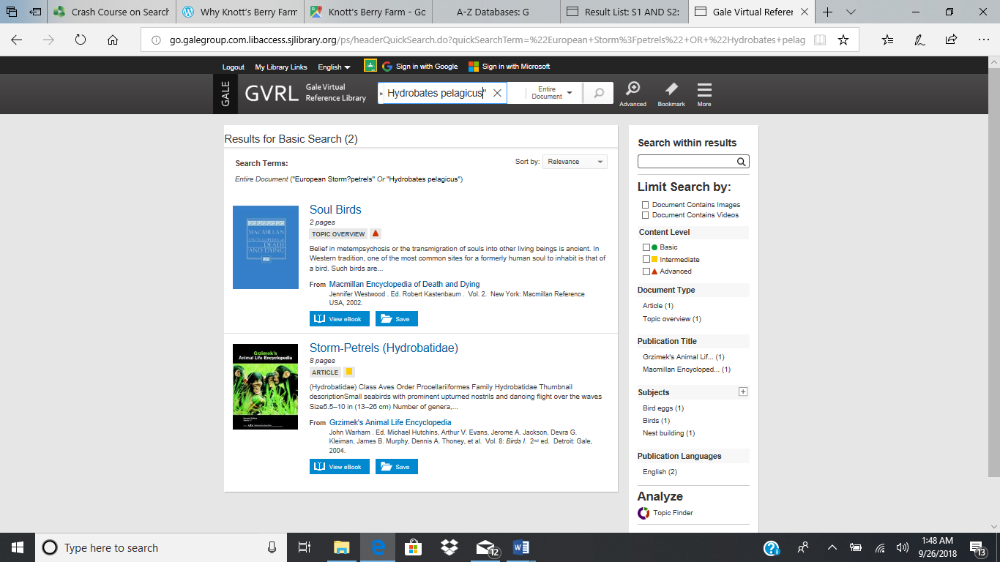 Crash Course on Search
Why Knott's Berry Farm
Knott's Berry Farm - Go
A-Z Databases: G
Result List: S1 AND S2:
Gale Virtual Referer
go.galegroup.com.libaccess.sjlibrary.org/ps/headerQuickSearch.do?quickSearchTerm=%22European+Storm%3Fpetrels%22+OR+%22Hydrobates+pelag
Logout My Library Links English Sign in with Google Sign in with Microsoft
GALE
GVRL
Gale Virtual
Reference Library
Hydrobates pelagicus"
Entire
Document
Advanced
Bookmark
More
Results for Basic Search (2)
Search Terms:
Sort by: Relevance
Entire Document ("European Storm?petrels" Or "Hydrobates pelagicus")
MACMILLAN
ENCYCLOPEDIA of
DEATH
AND DYING
Soul Birds
2 pages
TOPIC OVERVIEW
Belief in metempsychosis or the transmigration of souls into other living beings is ancient. In
Western tradition, one of the most common sites for a formerly human soul to inhabit is that of
a bird. Such birds are...
From Macmillan Encyclopedia of Death and Dying
Jennifer Westwood . Ed. Robert Kastenbaum . Vol. 2. New York: Macmillan Reference
USA, 2002.
View eBook Save
Grzimek's
Animal Life Encyclopedia
Storm-Petrels (Hydrobatidae)
8 pages
ARTICLE
(Hydrobatidae) Class Aves Order Procellariiformes Family Hydrobatidae Thumbnail
descriptionSmall seabirds with prominent upturned nostrils and dancing flight over the waves
Size5.5–10 in (13–26 cm) Number of genera,...
From Grzimek's Animal Life Encyclopedia
John Warham . Ed. Michael Hutchins, Arthur V. Evans, Jerome A. Jackson, Devra G.
Kleiman, James B. Murphy, Dennis A. Thoney, et al. Vol. 8: Birds I. 2nd ed. Detroit: Gale,
2004.
View eBook Save
Search within results
Limit Search by:
Document Contains Images
Document Contains Videos
Content Level
Basic
Intermediate
Advanced
Document Type
Article (1)
Topic overview (1)
Publication Title
Grzimek's Animal Lif... (1)
Macmillan Encycloped... (1)
Subjects
Bird eggs (1)
Birds (1)
Nest building (1)
Publication Languages
English (2)
Analyze
Topic Finder
Type here to search
12
1:48 AM
9/26/2018
13